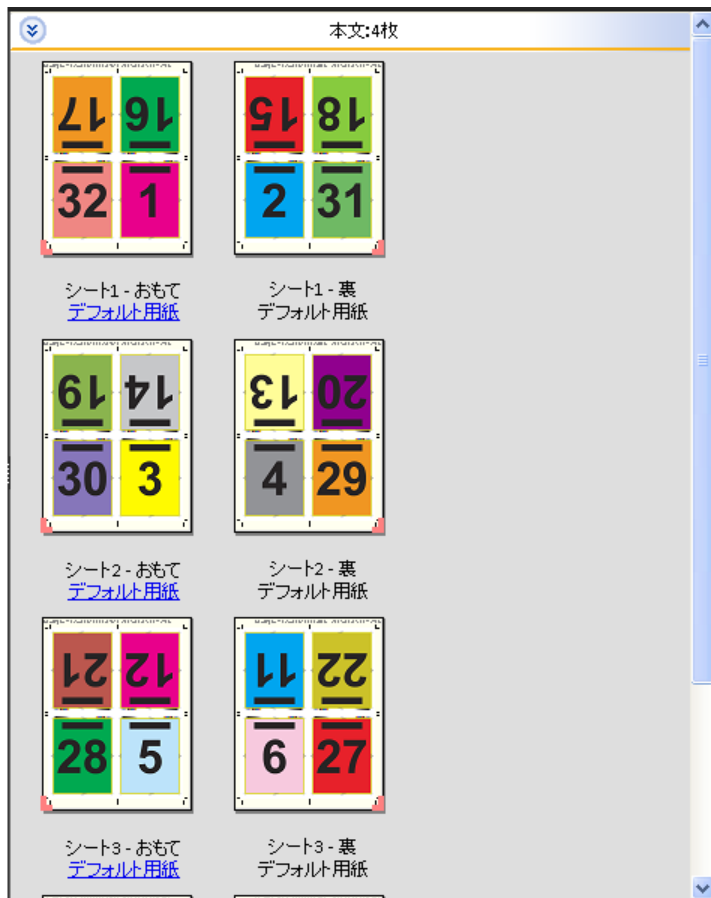 本文:4枚
17 16
32 1
15 18
2 31
シート1 - おもて
デフォルト用紙
シート1 - 裏
デフォルト用紙
19 14
30 3
13 20
4 29
シート2 - おもて
デフォルト用紙
シート2 - 裏
デフォルト用紙
21 12
28 5
11 22
6 27
シート3 - おもて
デフォルト用紙
シート3 - 裏
デフォルト用紙